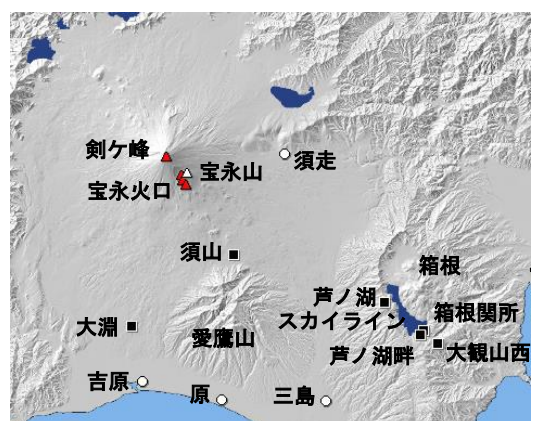 剣ケ峰
宝永山
須走
宝永火口
須山
箱根
芦ノ湖
スカイライン
箱根関所
大淵
愛鷹山
芦ノ湖畔
大観山西
吉原
原
三島